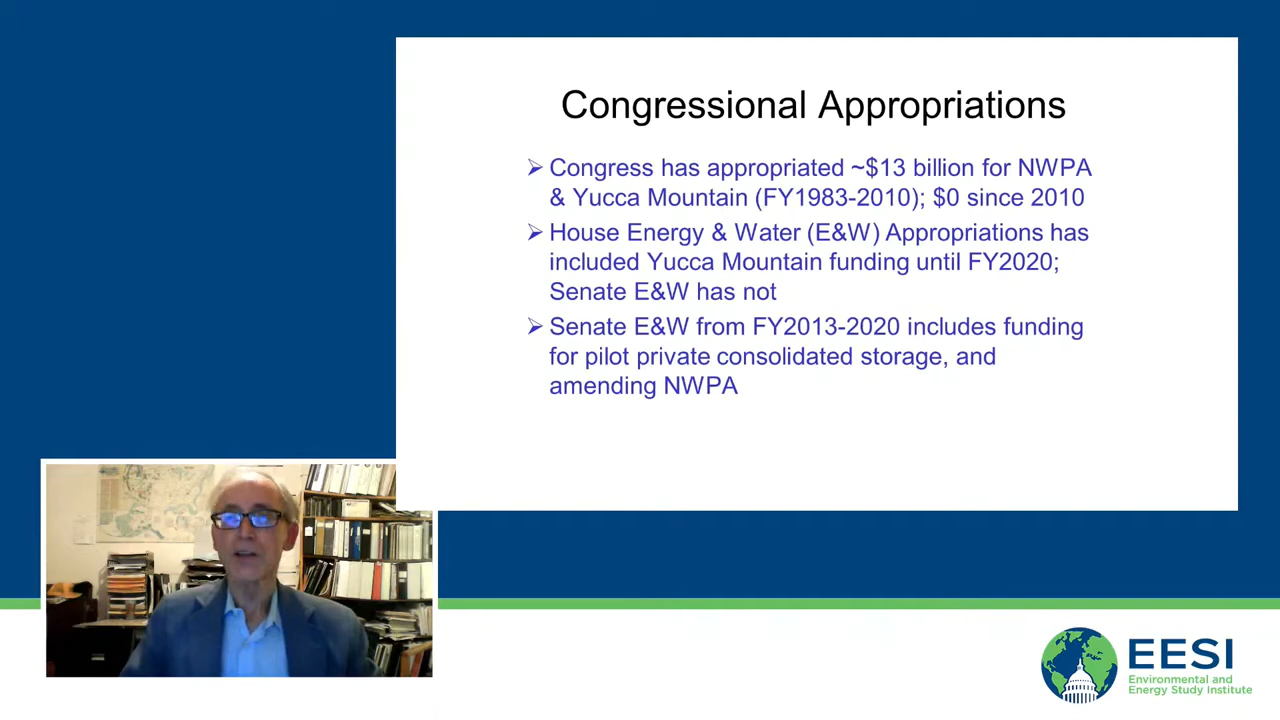 Congressional Appropriations
➢ Congress has appropriated ~$13 billion for NWPA
& Yucca Mountain (FY1983-2010); $0 since 2010
➢ House Energy & Water (E&W) Appropriations has
included Yucca Mountain funding until FY2020;
Senate E&W has not
➢ Senate E&W from FY2013-2020 includes funding
for pilot private consolidated storage, and
amending NWPA
EESI
Environmental and
Energy Study Institute